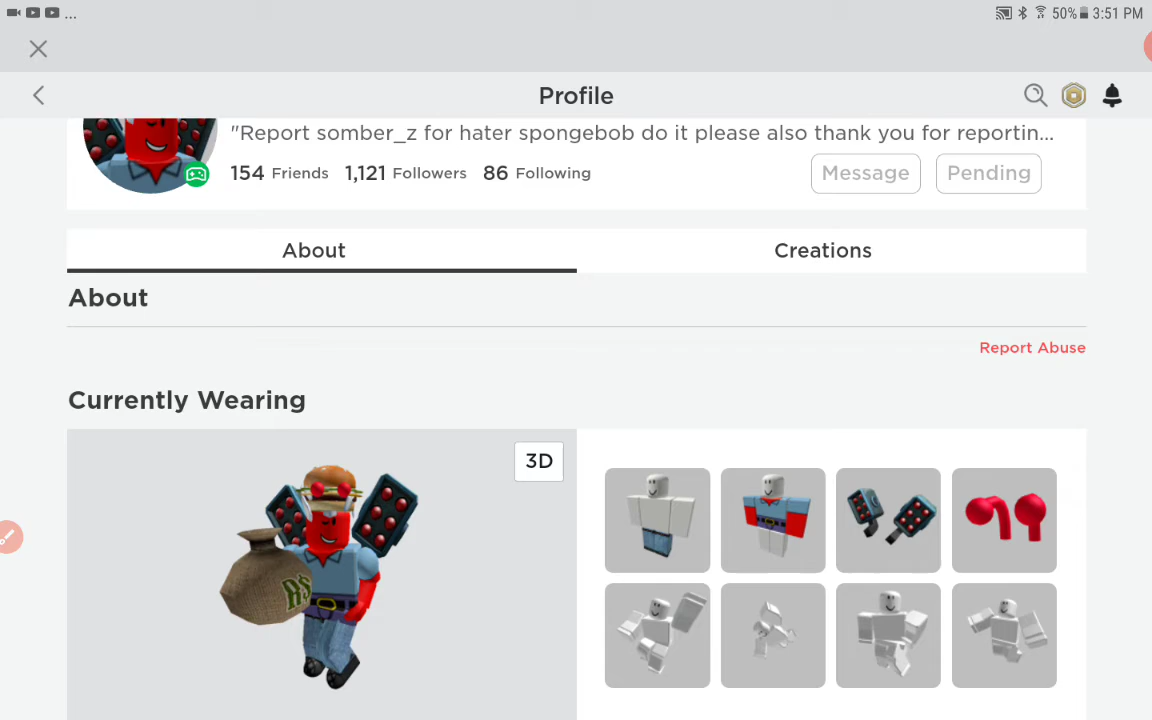 ... 50% 3:51 PM
Profile
"Report somber_z for hater spongebob do it please also thank you for reportin...
154 Friends 1,121 Followers 86 Following Message Pending
About Creations
About
Report Abuse
Currently Wearing
3D
R$